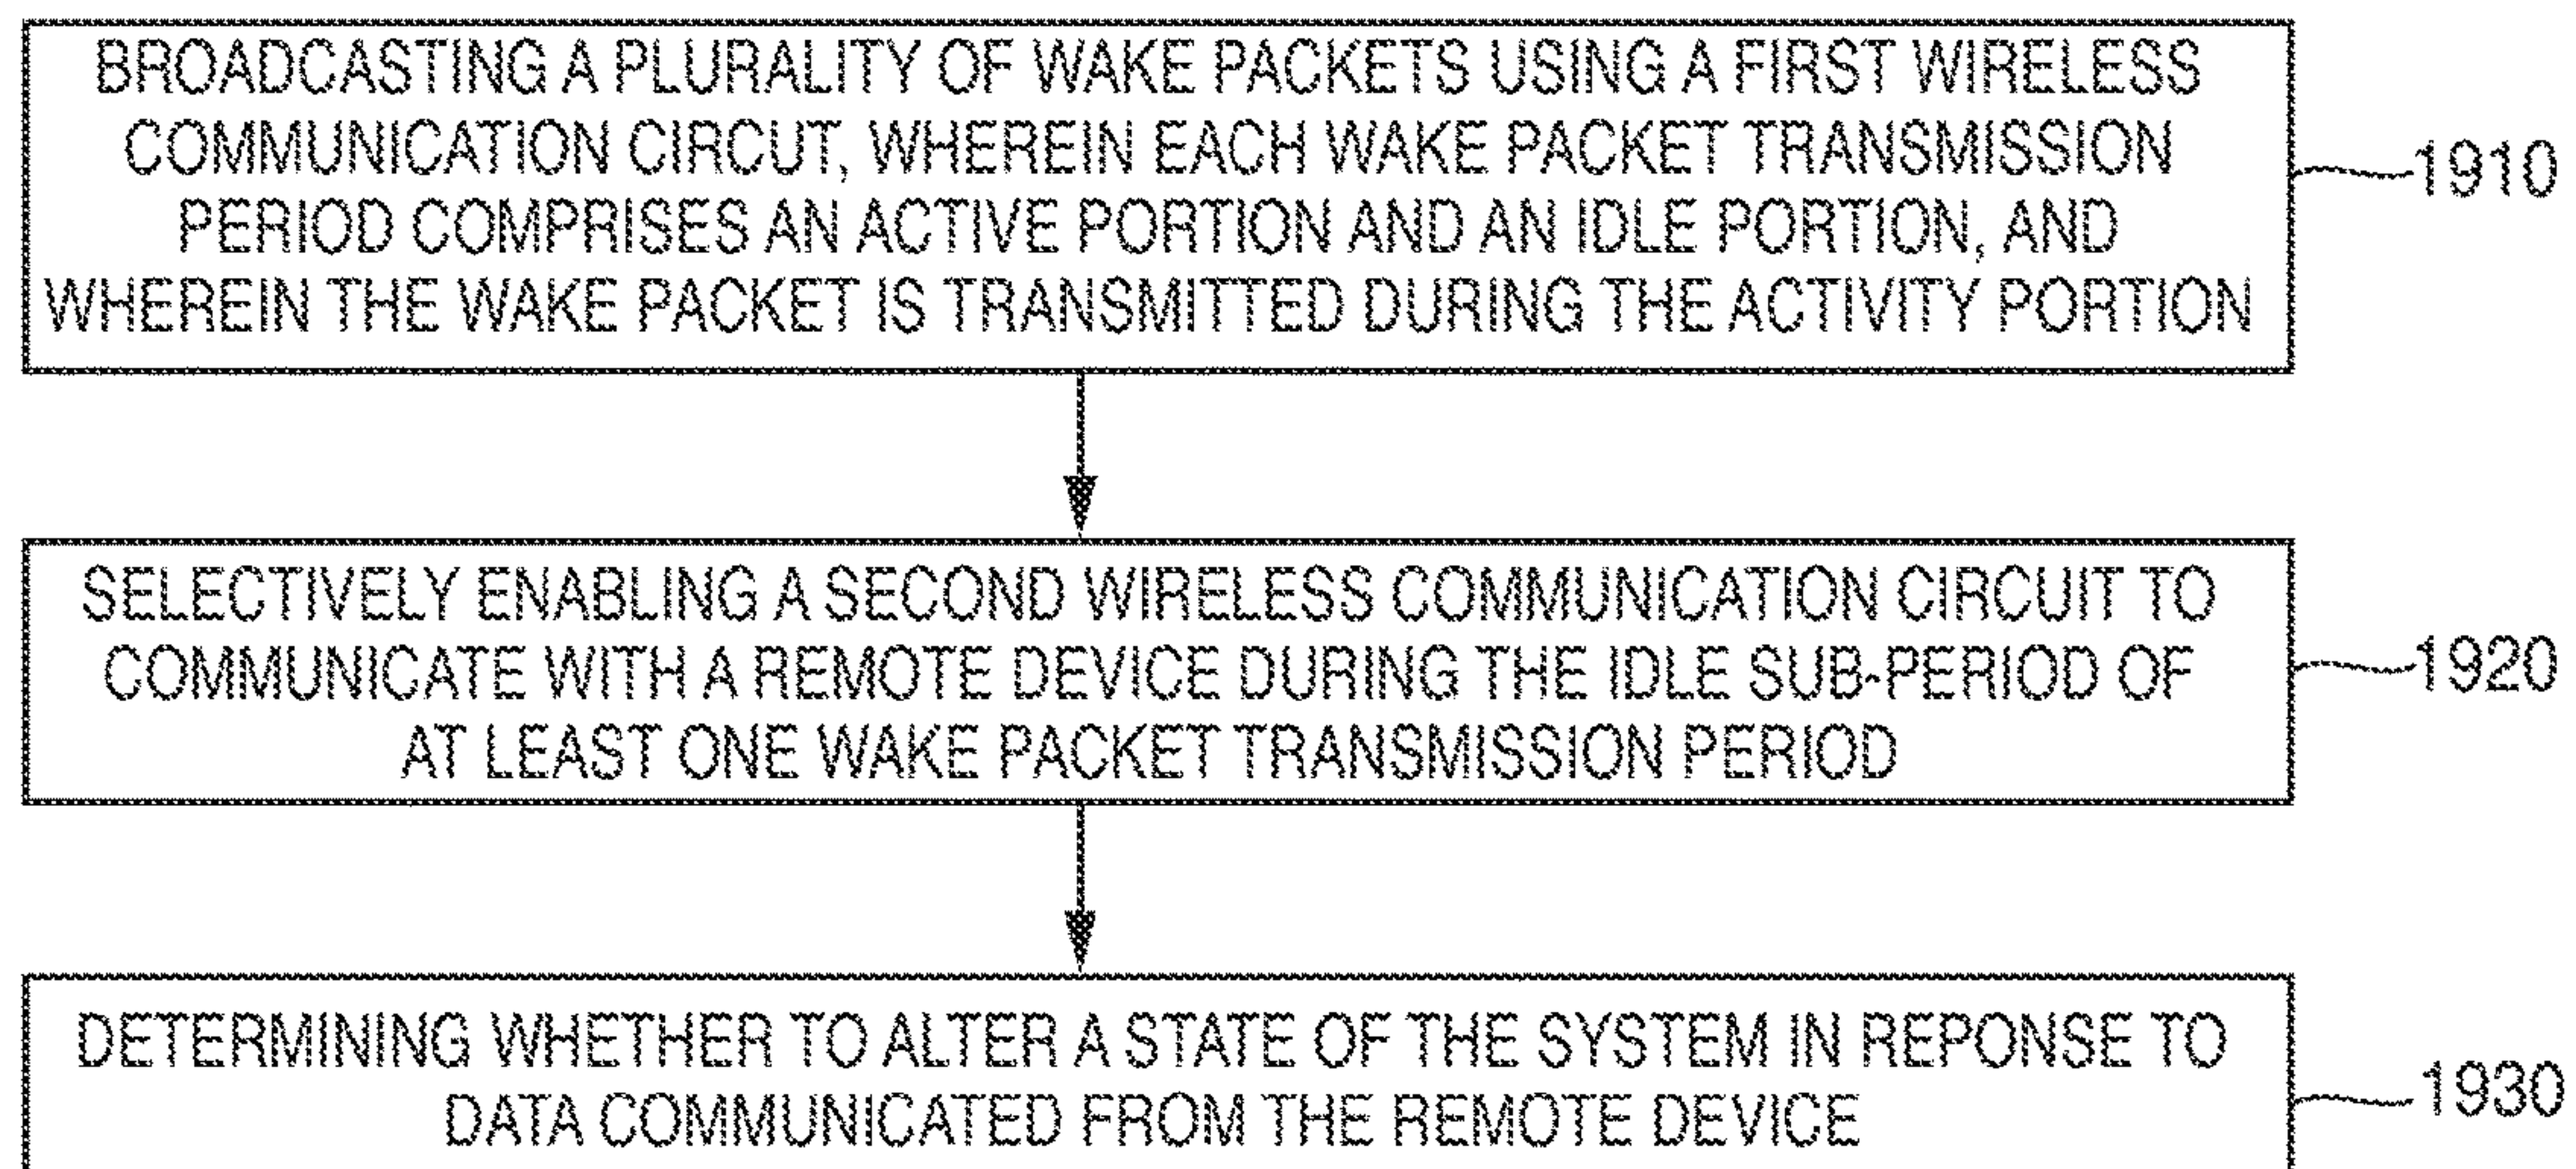 BROADCASTING A PLURALITY OF WAKE PACKETS USING A FIRST WIRELESS
COMMUNICATION CIRCUT, WHEREIN EACH WAKE PACKET TRANSMISSION
PERIOD COMPRISES AN ACTIVE PORTION AND AN IDLE PORTION, AND
WHEREIN THE WAKE PACKET IS TRANSMITTED DURING THE ACTIVITY PORTION
1910
SELECTIVELY ENABLING A SECOND WIRELESS COMMUNICATION CIRCUIT TO
COMMUNICATE WITH A REMOTE DEVICE DURING THE IDLE SUB-PERIOD OF
AT LEAST ONE WAKE PACKET TRANSMISSION PERIOD
1920
DETERMINING WHETHER TO ALTER A STATE OF THE SYSTEM IN REPONSE TO
DATA COMMUNICATED FROM THE REMOTE DEVICE
1930